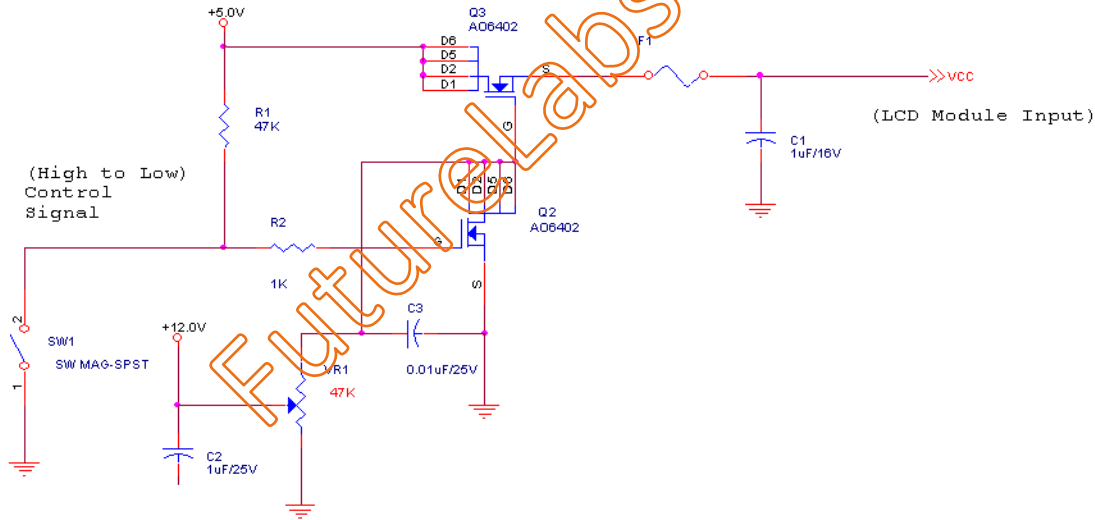 +5.0V
Q3
AO6402
D6
D5
D2
D1
S
G
F1
VCC
(LCD Module Input)
C1
1uF/16V
R1
47K
(High to Low)
Control
Signal
R2
1K
G
D1
D2
D5
D6
Q2
AO6402
S
2
SW1
SW MAG-SPST
1
+12.0V
C3
0.01uF/25V
VR1
47K
C2
1uF/25V
FutureLabs